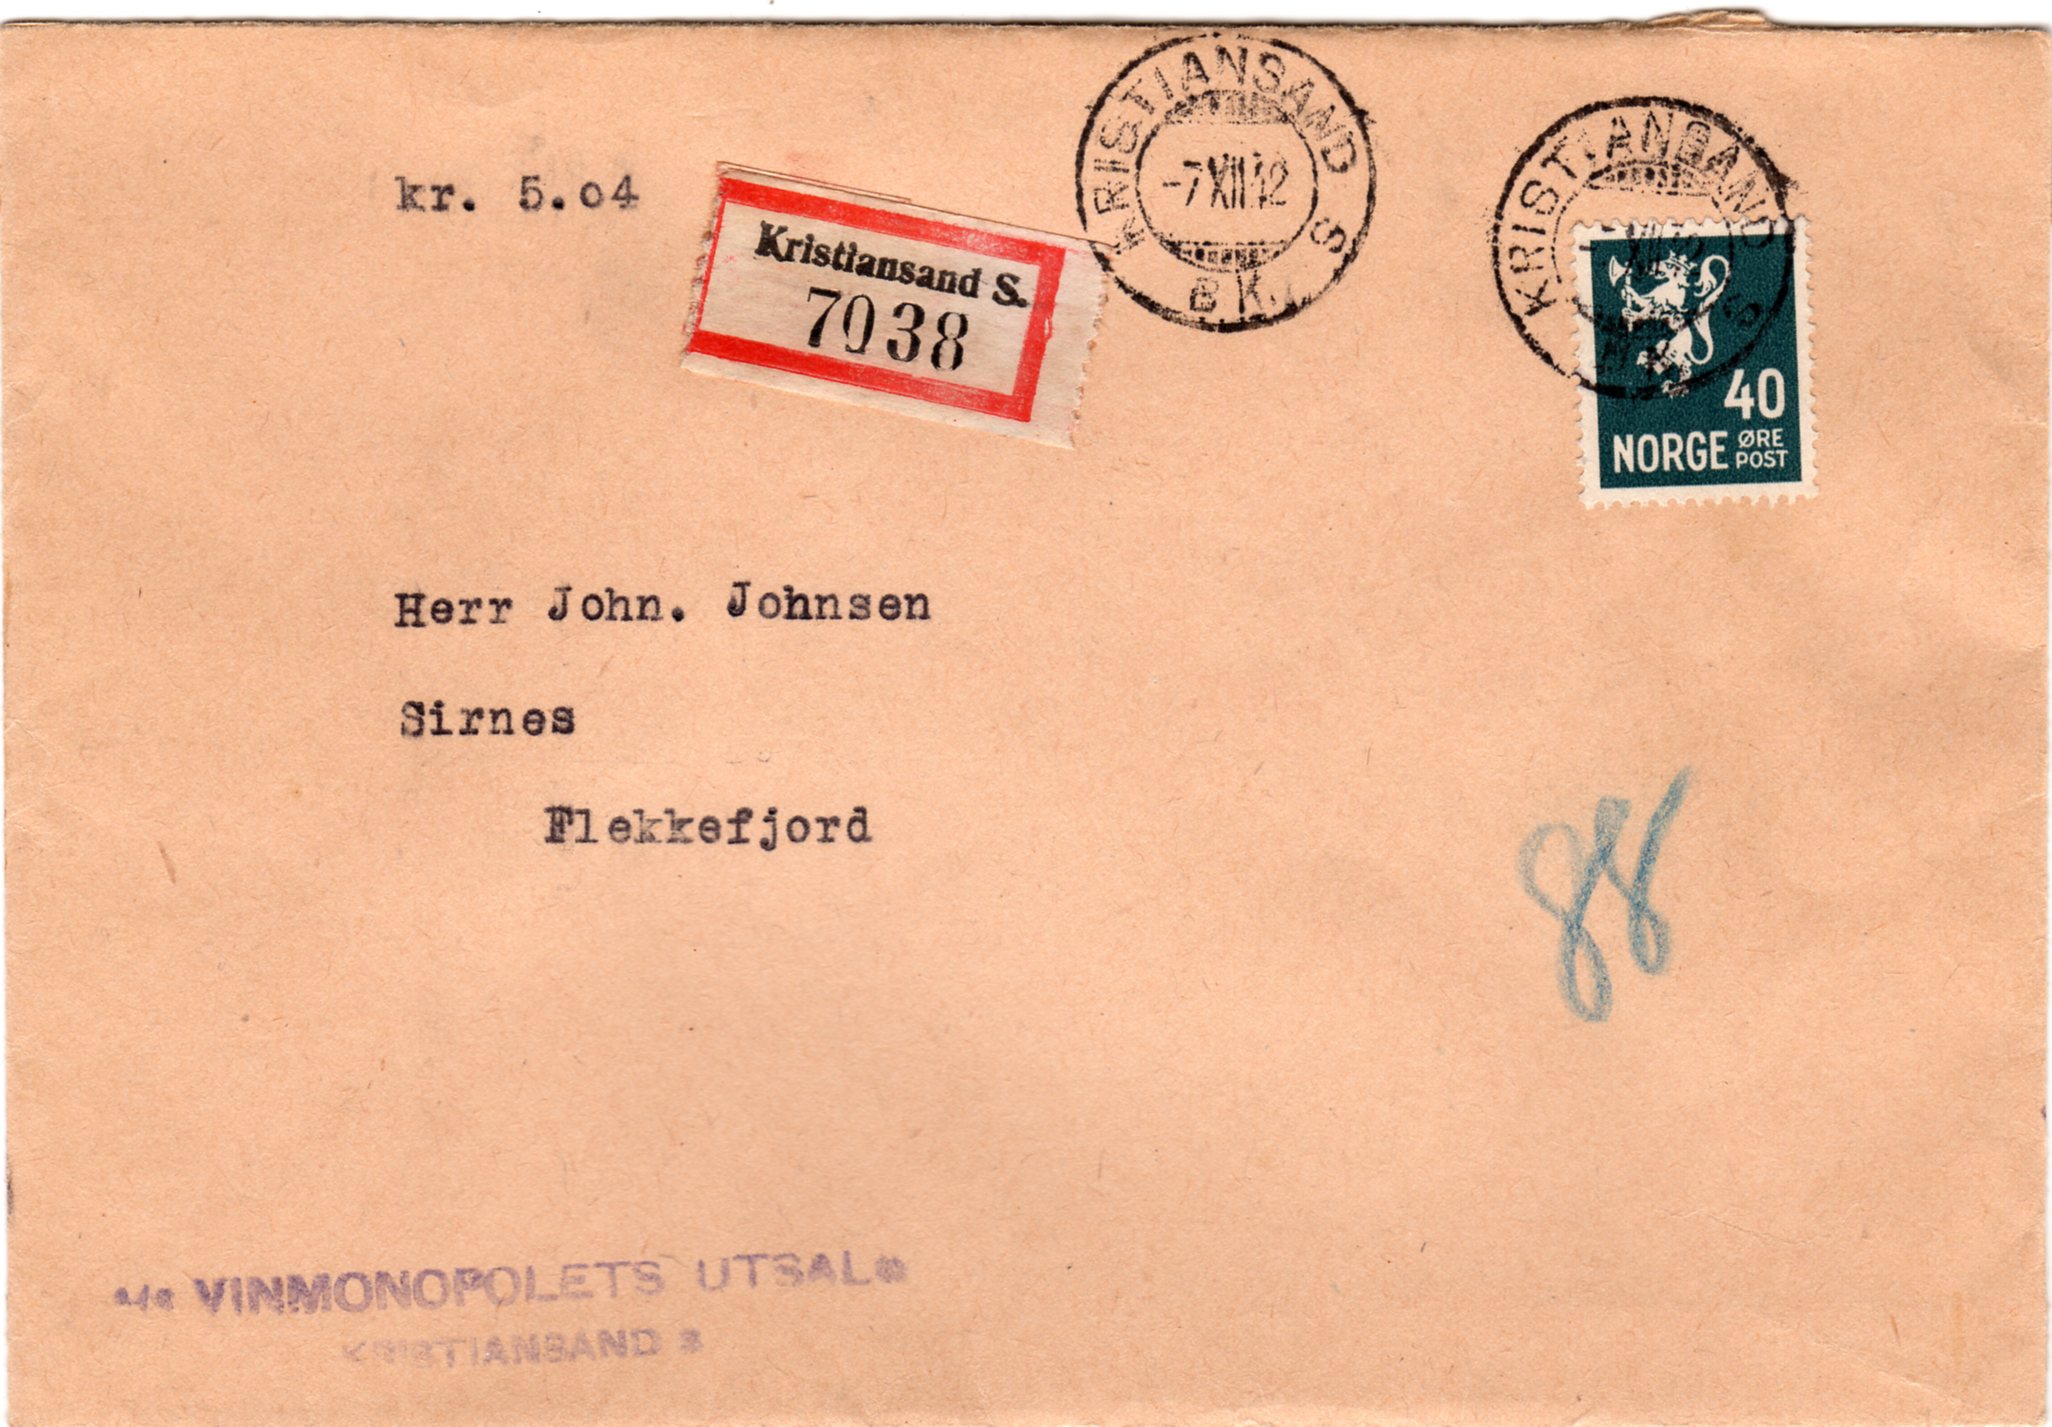 kr. 5.o4
Kristiansand S.
7038
KRISTIANSAND S
-7 XII 42
B K.
KRISTIANSAND S
40
NORGE ØRE
POST
Herr John. Johnsen
Sirnes
Flekkefjord
88
VINMONOPOLETS UTSALG
KRISTIANSAND S